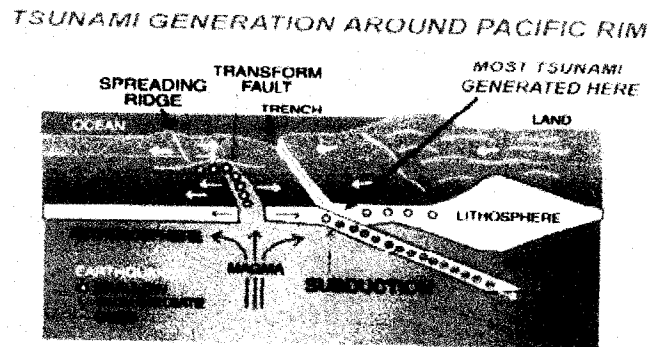 TSUNAMI GENERATION AROUND PACIFIC RIM
SPREADING
RIDGE
TRANSFORM
FAULT
TRENCH
MOST TSUNAMI
GENERATED HERE
OCEAN
LAND
LITHOSPHERE
MAGMA
SUBDUCTION